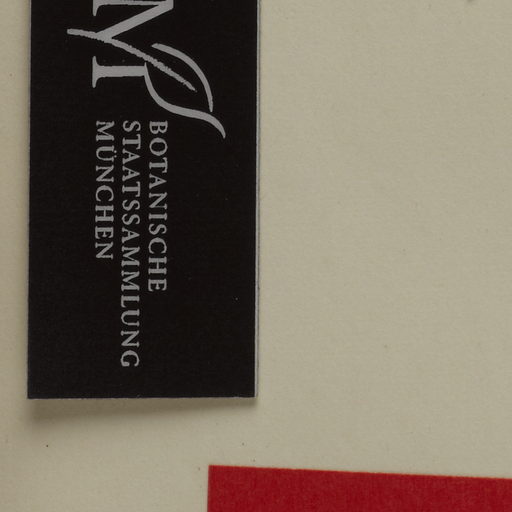 M
BOTANISCHE
STAATSSAMMLUNG
MÜNCHEN